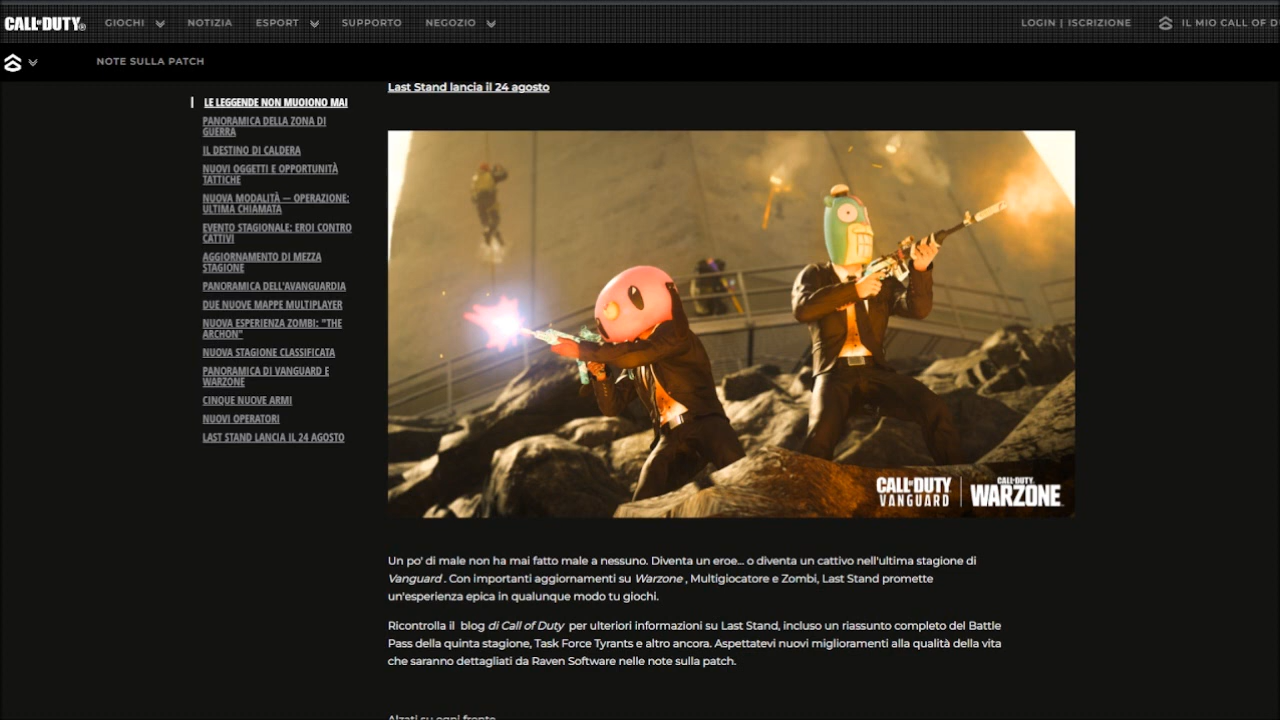 CALL OF DUTY®
GIOCHI
NOTIZIA
ESPORT
SUPPORTO
NEGOZIO
LOGIN | ISCRIZIONE
IL MIO CALL OF D
NOTE SULLA PATCH
LE LEGGENDE NON MUOIONO MAI
PANORAMICA DELLA ZONA DI
GUERRA
IL DESTINO DI CALDERA
NUOVI OGGETTI E OPPORTUNITÀ
TATTICHE
NUOVA MODALITÀ — OPERAZIONE:
ULTIMA CHIAMATA
EVENTO STAGIONALE: EROI CONTRO
CATTIVI
AGGIORNAMENTO DI MEZZA
STAGIONE
PANORAMICA DELL'AVANGUARDIA
DUE NUOVE MAPPE MULTIPLAYER
NUOVA ESPERIENZA ZOMBI: "THE
ARCHON"
NUOVA STAGIONE CLASSIFICATA
PANORAMICA DI VANGUARD E
WARZONE
CINQUE NUOVE ARMI
NUOVI OPERATORI
LAST STAND LANCIA IL 24 AGOSTO
Last Stand lancia il 24 agosto
CALL OF DUTY
VANGUARD
CALL OF DUTY
WARZONE
Un po' di male non ha mai fatto male a nessuno. Diventa un eroe... o diventa un cattivo nell'ultima stagione di
Vanguard . Con importanti aggiornamenti su Warzone , Multigiocatore e Zombi, Last Stand promette
un'esperienza epica in qualunque modo tu giochi.
Ricontrolla il blog di Call of Duty per ulteriori informazioni su Last Stand, incluso un riassunto completo del Battle
Pass della quinta stagione, Task Force Tyrants e altro ancora. Aspettatevi nuovi miglioramenti alla qualità della vita
che saranno dettagliati da Raven Software nelle note sulla patch.
Alzati su ogni fronte